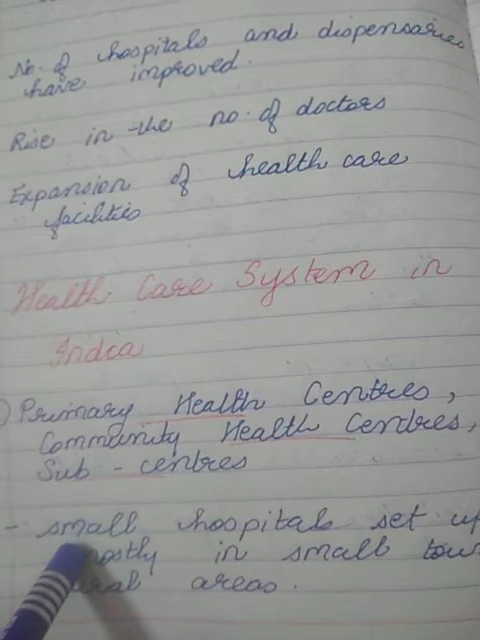 No. of hospitals and dispensaries
have improved.
Rise in the no. of doctors
Expansion of health care
facilities
Health Care System in
India
) Primary Health Centres,
Community Health Centres,
Sub - centres
- small hospitals set up
mostly in small
areas.